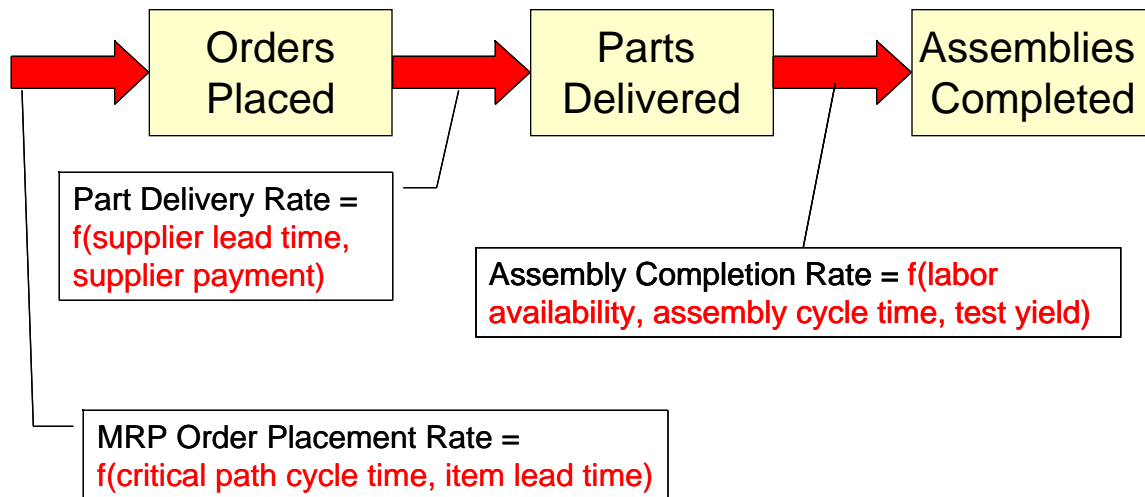 Orders
Placed
Parts
Delivered
Assemblies
Completed
Part Delivery Rate =
f(supplier lead time,
supplier payment)
Assembly Completion Rate = f(labor
availability, assembly cycle time, test yield)
MRP Order Placement Rate =
f(critical path cycle time, item lead time)